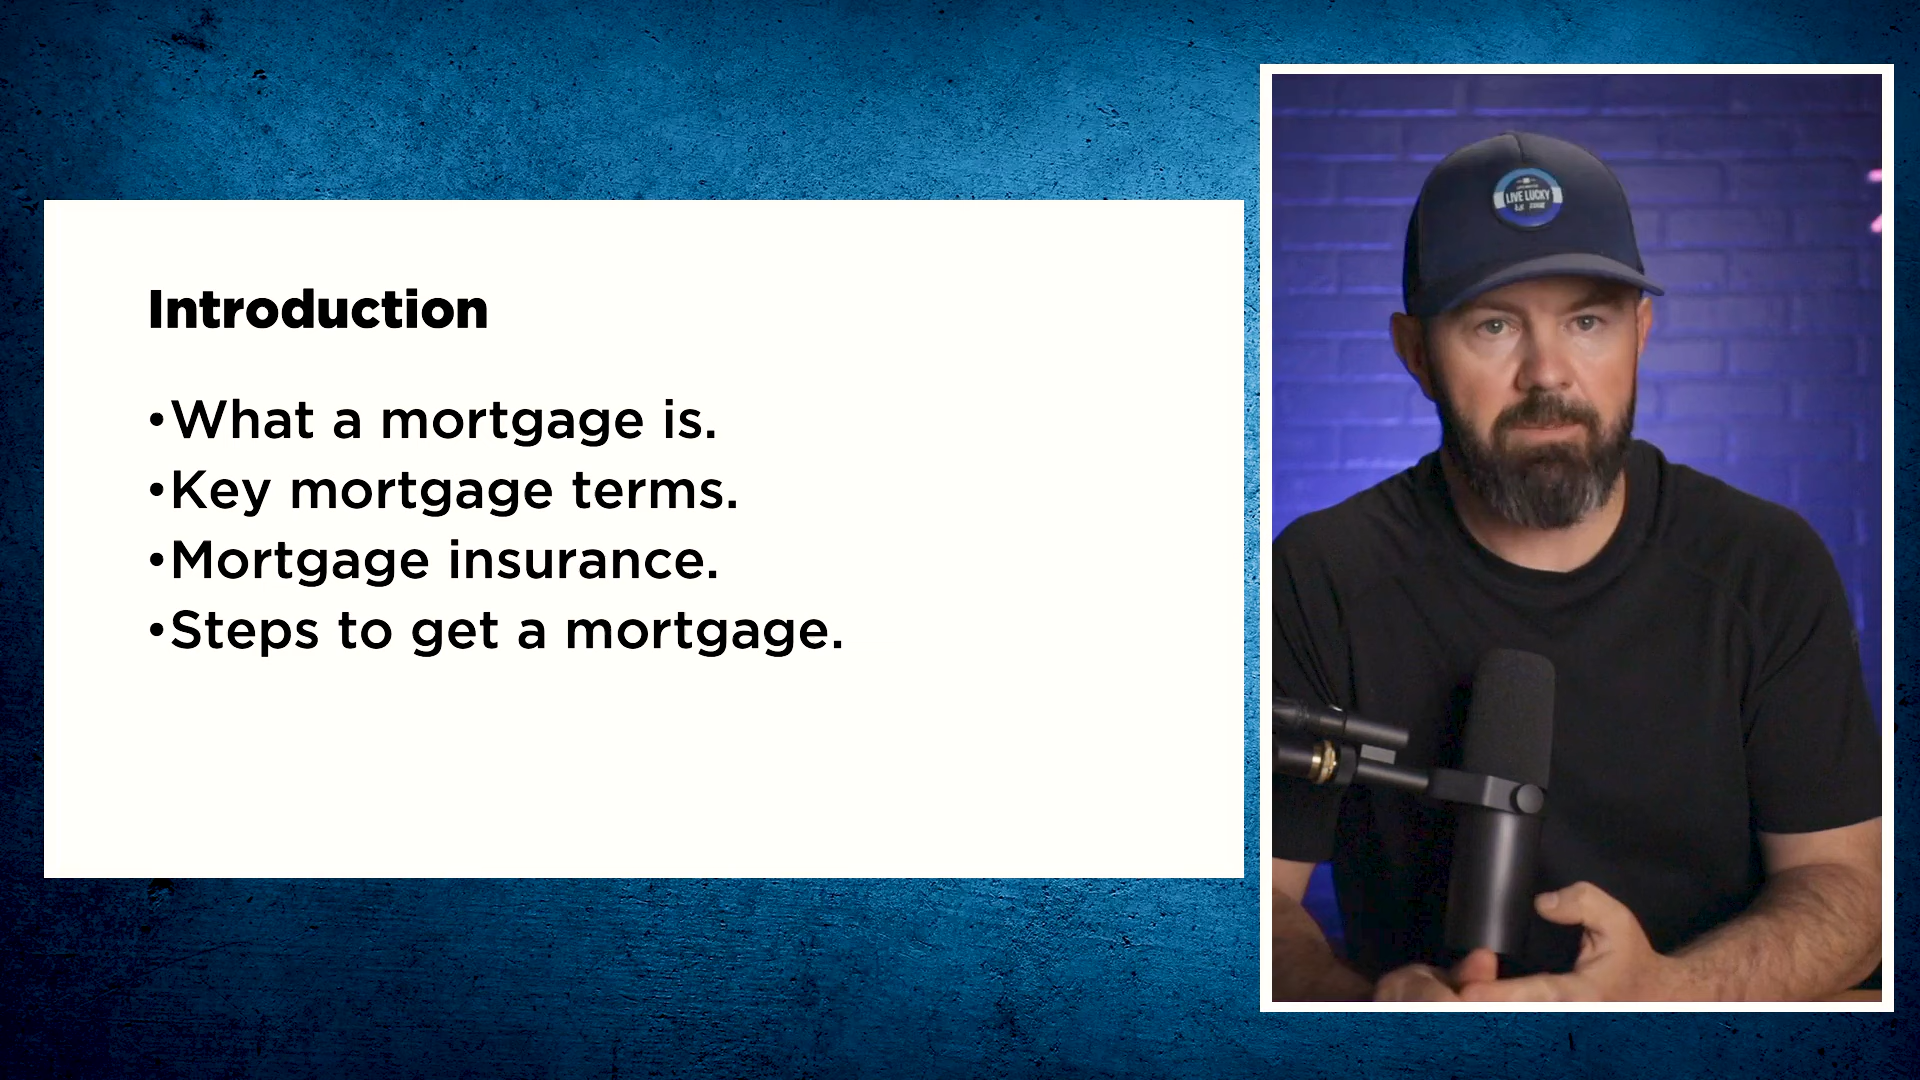 Introduction
•What a mortgage is.
•Key mortgage terms.
•Mortgage insurance.
•Steps to get a mortgage.
LIVE LUCKY